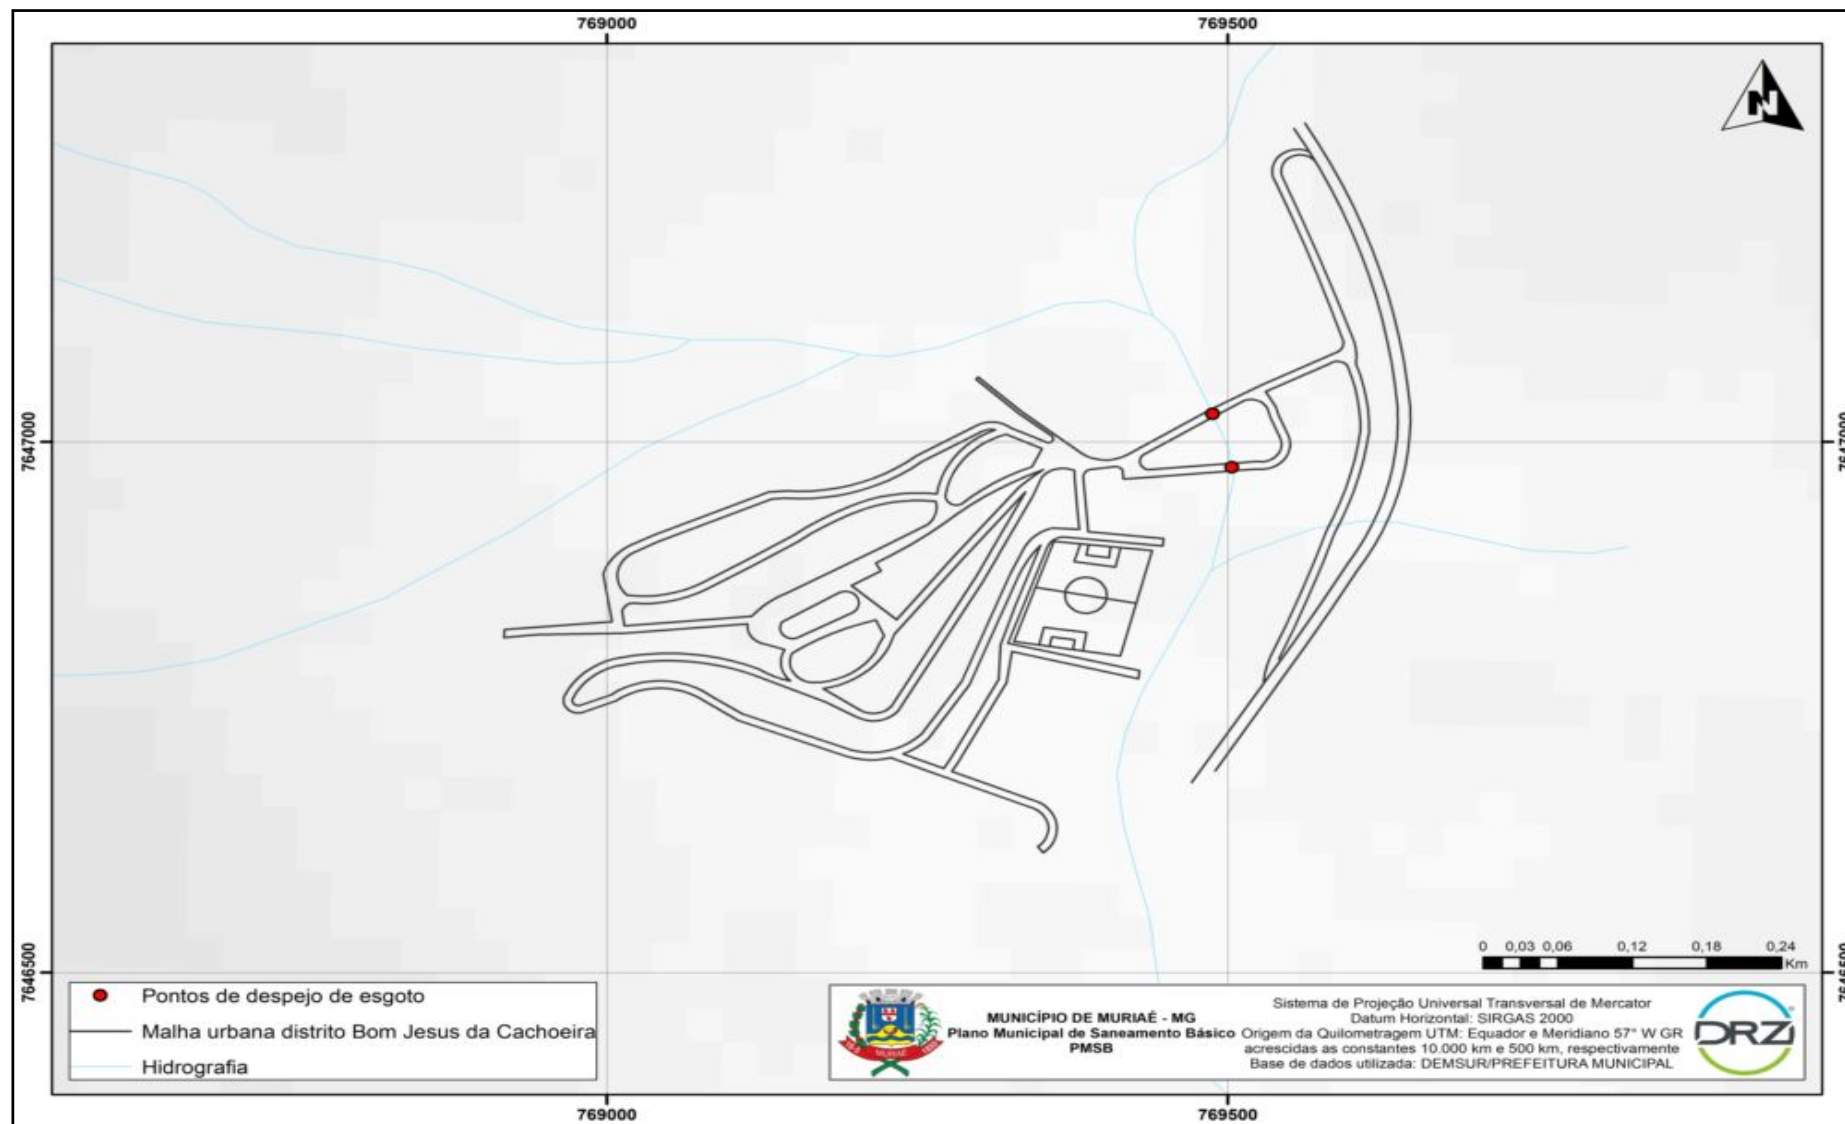 769000
769500
N
7647000
7647000
0 0,03 0,06 0,12 0,18 0,24
Km
7646500
7646500
Pontos de despejo de esgoto
Malha urbana distrito Bom Jesus da Cachoeira
Hidrografia
MURIAÉ
MUNICÍPIO DE MURIAÉ - MG
Plano Municipal de Saneamento Básico
PMSB
Sistema de Projeção Universal Transversal de Mercator
Datum Horizontal: SIRGAS 2000
Origem da Quilometragem UTM: Equador e Meridiano 57° W GR
acrescidas as constantes 10.000 km e 500 km, respectivamente
Base de dados utilizada: DEMSUR/PREFEITURA MUNICIPAL
DRZ
769000
769500